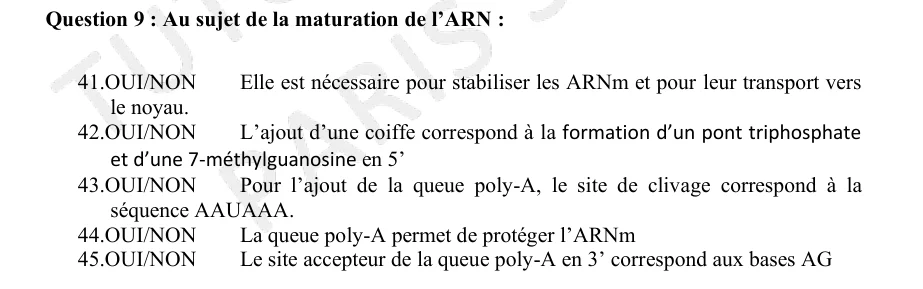 Question 9 : Au sujet de la maturation de l'ARN :
41.OUI/NON Elle est nécessaire pour stabiliser les ARNm et pour leur transport vers
le noyau.
42.OUI/NON L'ajout d'une coiffe correspond à la formation d'un pont triphosphate
et d'une 7-méthylguanosine en 5'
43.OUI/NON Pour l'ajout de la queue poly-A, le site de clivage correspond à la
séquence AAUAAA.
44.OUI/NON La queue poly-A permet de protéger l'ARNm
45.OUI/NON Le site accepteur de la queue poly-A en 3' correspond aux bases AG